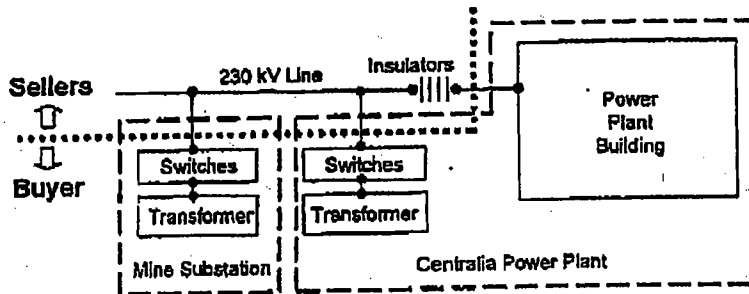 Sellers
Buyer
230 kV Line
Insulators
Power
Plant
Building
Switches
Transformer
Mine Substation
Switches
Transformer
Centralia Power Plant